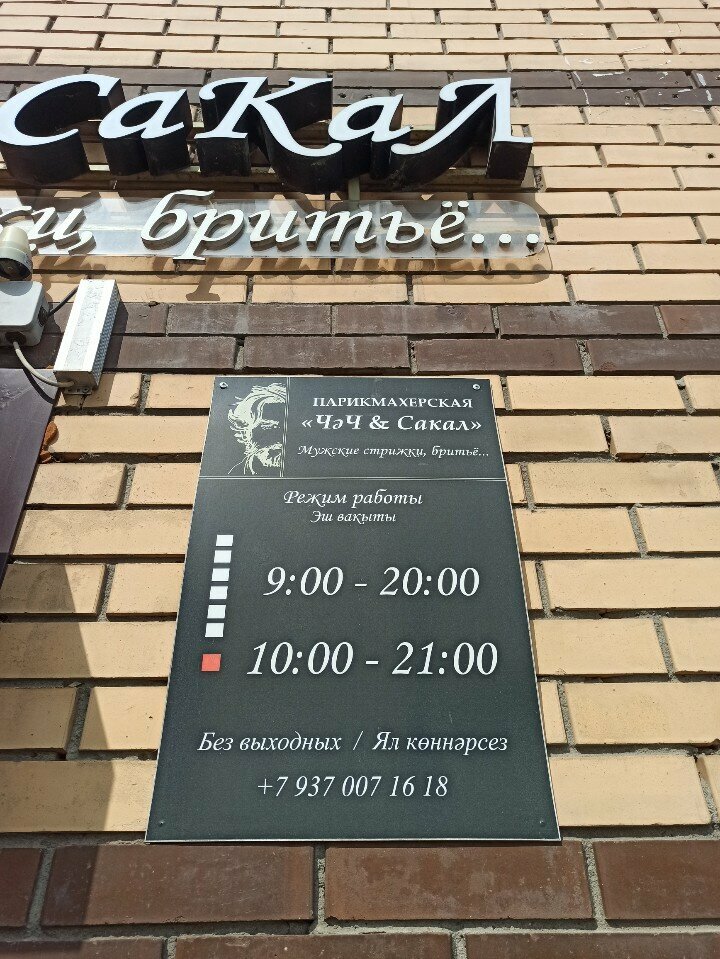 Сакал
бритьё...
ПАРИКМАХЕРСКАЯ
«ЧәЧ & Сакал»
Мужские стрижки, бритьё...
Режим работы
Эш вакыты
9:00 - 20:00
10:00 - 21:00
Без выходных / Ял көннәрсез
+7 937 007 16 18